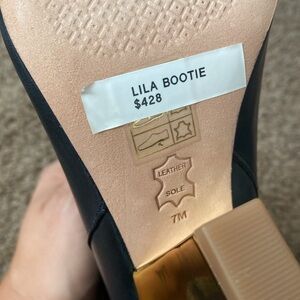 LILA BOOTIE
$428
LEATHER
SOLE
7M